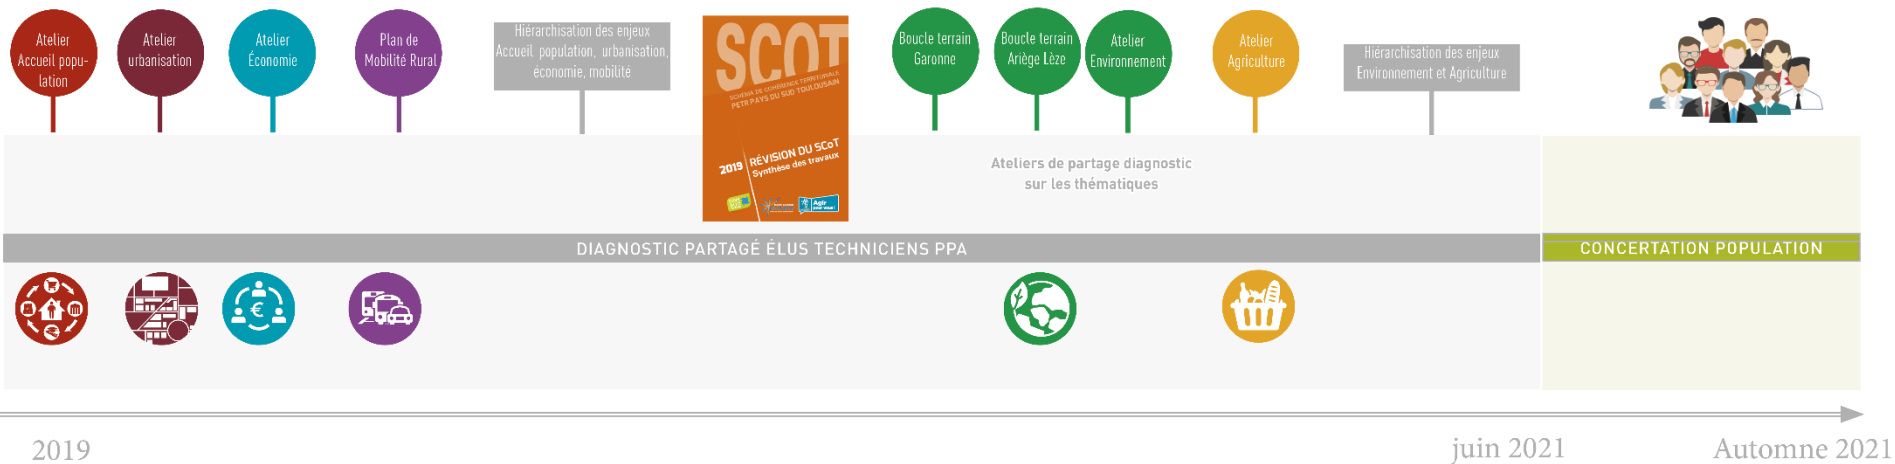 Atelier
Accueil popu-
lation
Atelier
urbanisation
Atelier
Économie
Plan de
Mobilité Rural
Hiérarchisation des enjeux
Accueil population, urbanisation,
économie, mobilité
SCOT
SCHÉMA DE COHÉRENCE TERRITORIALE
PETR PAYS DU SUD TOULOUSAIN
2019 RÉVISION DU SCoT
Synthèse des travaux
Agir
Boucle terrain
Garonne
Boucle terrain
Ariège Lèze
Atelier
Environnement
Atelier
Agriculture
Hiérarchisation des enjeux
Environnement et Agriculture
Ateliers de partage diagnostic
sur les thématiques
DIAGNOSTIC PARTAGÉ ÉLUS TECHNICIENS PPA
CONCERTATION POPULATION
€
2019
juin 2021
Automne 2021